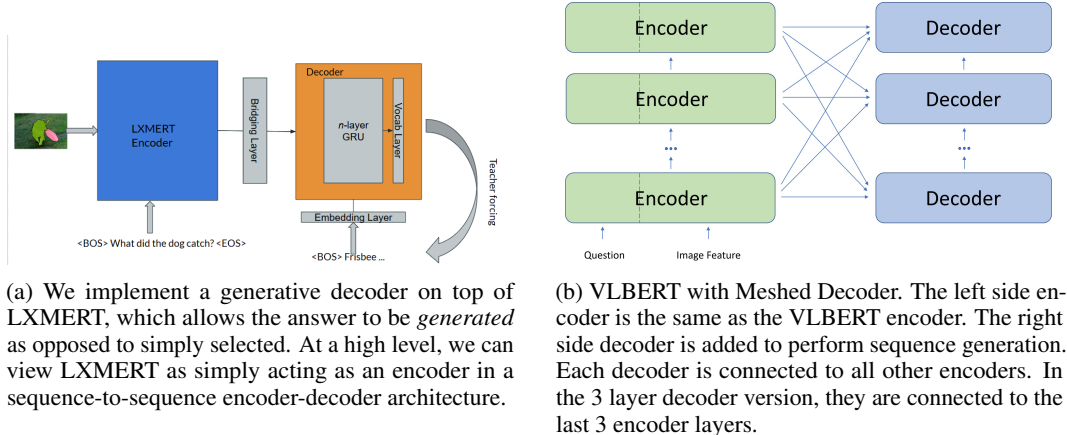 Decoder
LXMERT
Encoder
Bridging Layer
n-layer
GRU
Vocab Layer
Teacher forcing
Embedding Layer
<BOS> What did the dog catch? <EOS>
<BOS> Frisbee ...
(a) We implement a generative decoder on top of
LXMERT, which allows the answer to be generated
as opposed to simply selected. At a high level, we can
view LXMERT as simply acting as an encoder in a
sequence-to-sequence encoder-decoder architecture.
Encoder
Decoder
Encoder
Decoder
...
...
Encoder
Decoder
Question
Image Feature
(b) VLBERT with Meshed Decoder. The left side en-
coder is the same as the VLBERT encoder. The right
side decoder is added to perform sequence generation.
Each decoder is connected to all other encoders. In
the 3 layer decoder version, they are connected to the
last 3 encoder layers.